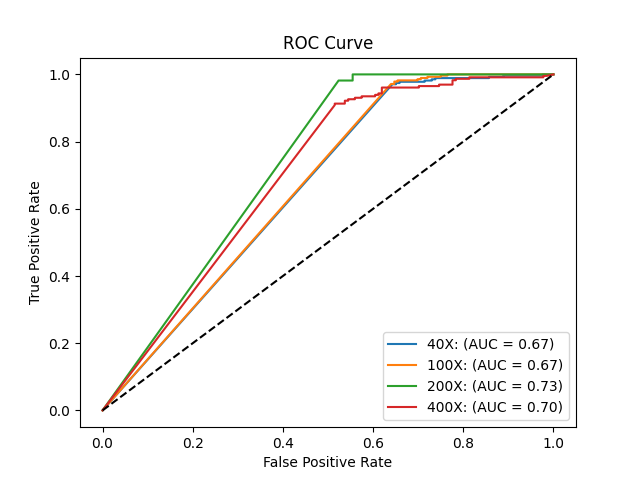 ROC Curve
True Positive Rate
1.0
0.8
0.6
0.4
0.2
0.0
40X: (AUC = 0.67)
100X: (AUC = 0.67)
200X: (AUC = 0.73)
400X: (AUC = 0.70)
0.0 0.2 0.4 0.6 0.8 1.0
False Positive Rate